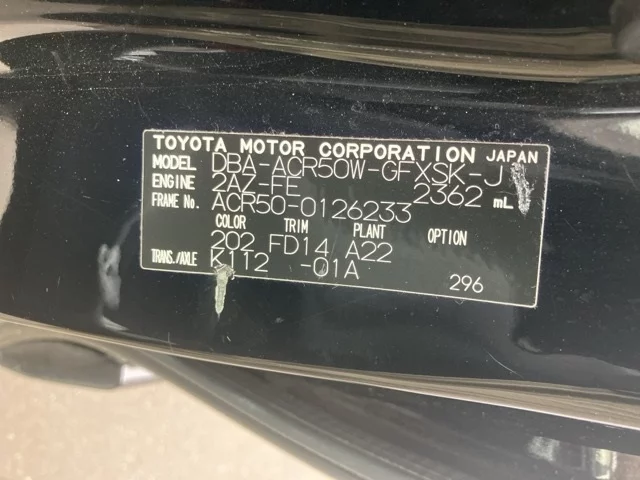 TOYOTA MOTOR CORPORATION JAPAN
MODEL DBA-ACR50W-GFXSK-J
ENGINE 2AZ-FE 2362 mL
FRAME No. ACR50-0126233
COLOR TRIM PLANT OPTION
202 FD14 A22
TRANS./AXLE K112 -01A
296